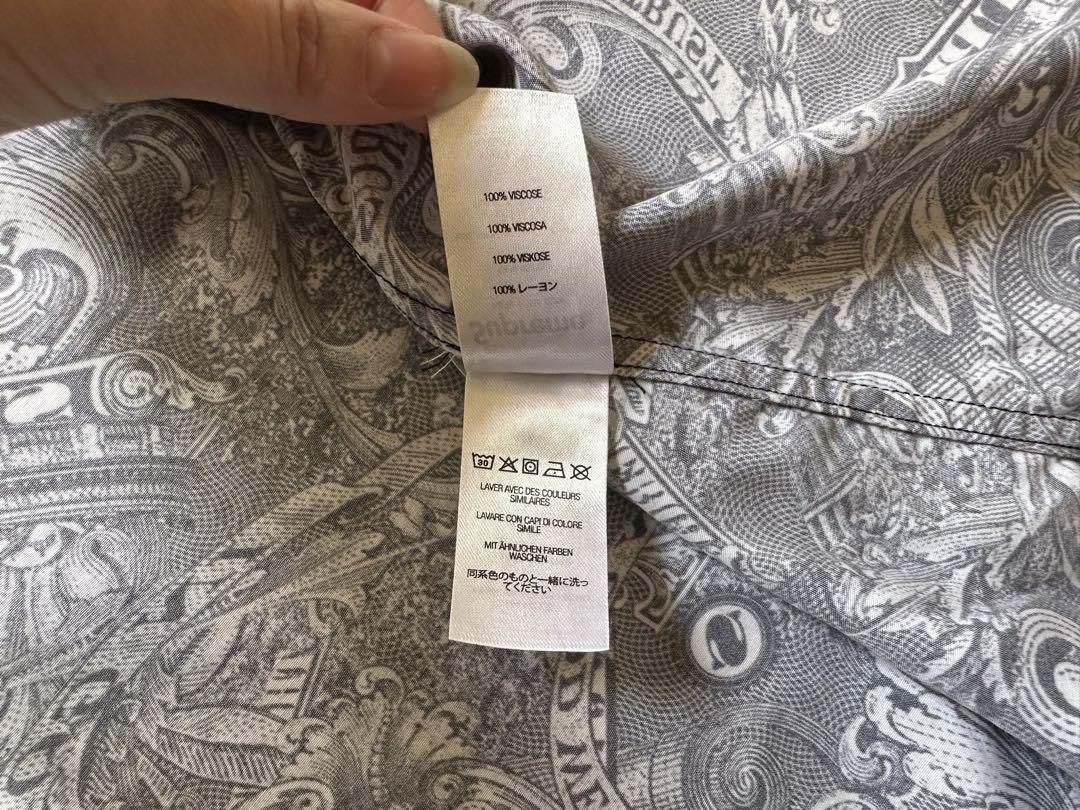 100% VISCOSE
100% VISCOSA
100% VISKOSE
100% レーヨン
Supreme
30
LAVER AVEC DES COULEURS
SIMILAIRES
LAVARE CON CAPI DI COLORE
SIMILE
MIT ÄHNLICHEN FARBEN
WASCHEN
同系色のものと一緒に洗っ
てください